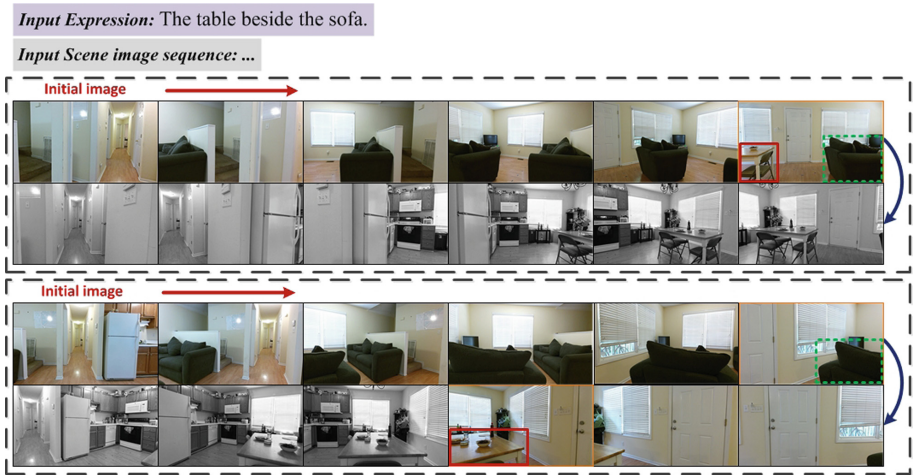 Input Expression: The table beside the sofa.
Input Scene image sequence: ...
Initial image
Initial image